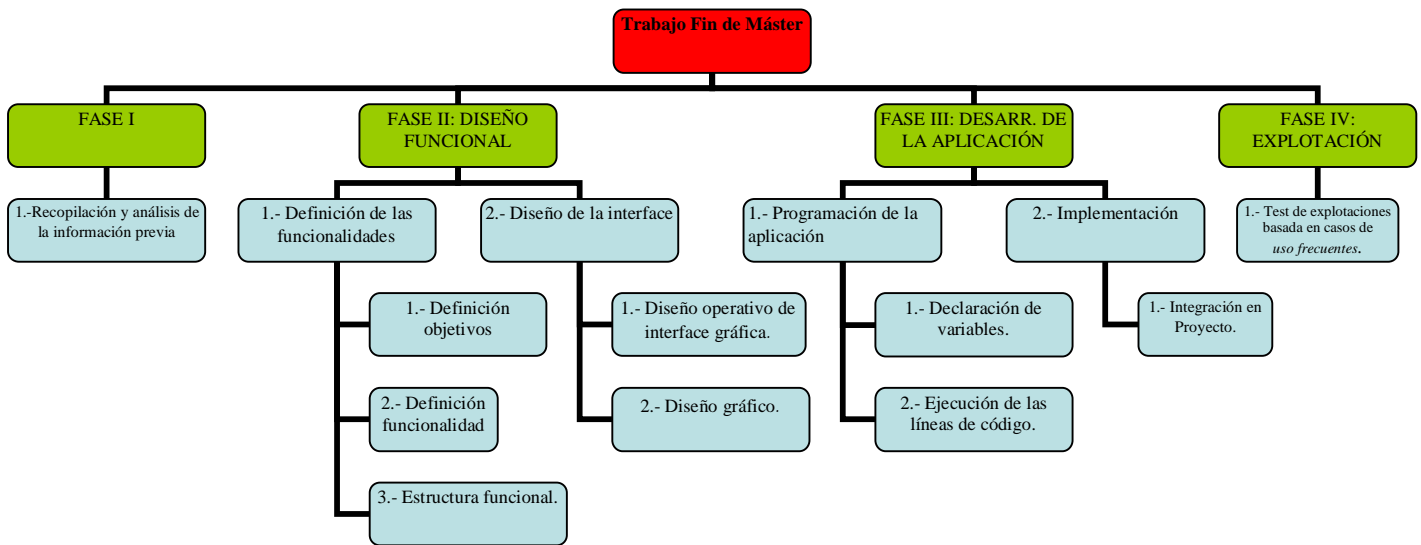 Trabajo Fin de Máster
FASE I
FASE II: DISEÑO
FUNCIONAL
FASE III: DESARR. DE
LA APLICACIÓN
FASE IV:
EXPLOTACIÓN
1.-Recopilación y análisis de
la información previa
1.- Definición de las
funcionalidades
2.- Diseño de la interface
1.- Programación de la
aplicación
2.- Implementación
1.- Test de explotaciones
basada en casos de
uso frecuentes.
1.- Definición
objetivos
1.- Diseño operativo de
interface gráfica.
1.- Declaración de
variables.
1.- Integración en
Proyecto.
2.- Definición
funcionalidad
2.- Diseño gráfico.
2.- Ejecución de las
líneas de código.
3.- Estructura funcional.